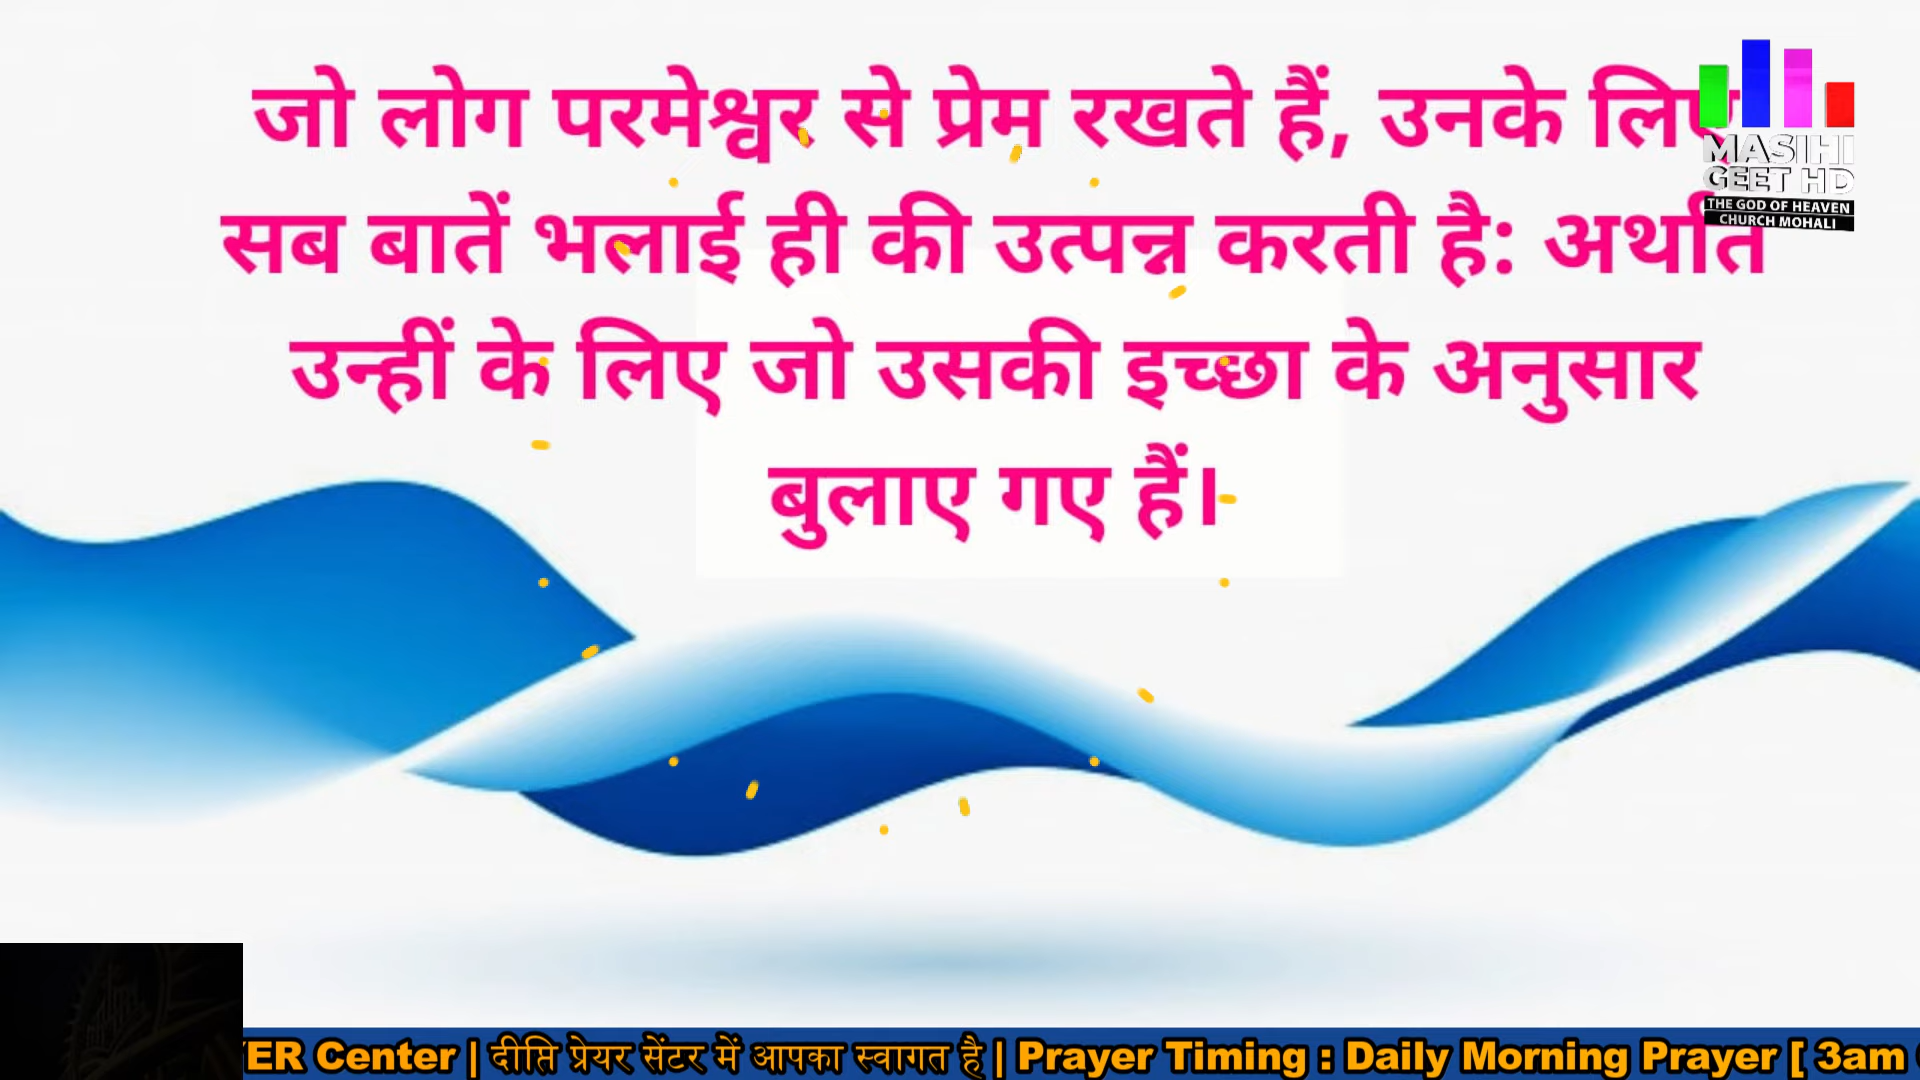 जो लोग परमेश्वर से प्रेम रखते हैं, उनके लिए
सब बातें भलाई ही की उत्पन्न करती है: अर्थात
उन्हीं के लिए जो उसकी इच्छा के अनुसार
बुलाए गए हैं।
MASIHI
GEET HD
THE GOD OF HEAVEN
CHURCH MOHALI
Center | दीप्ति प्रेयर सेंटर में आपका स्वागत है | Prayer Timing : Daily Morning Prayer [ 3am